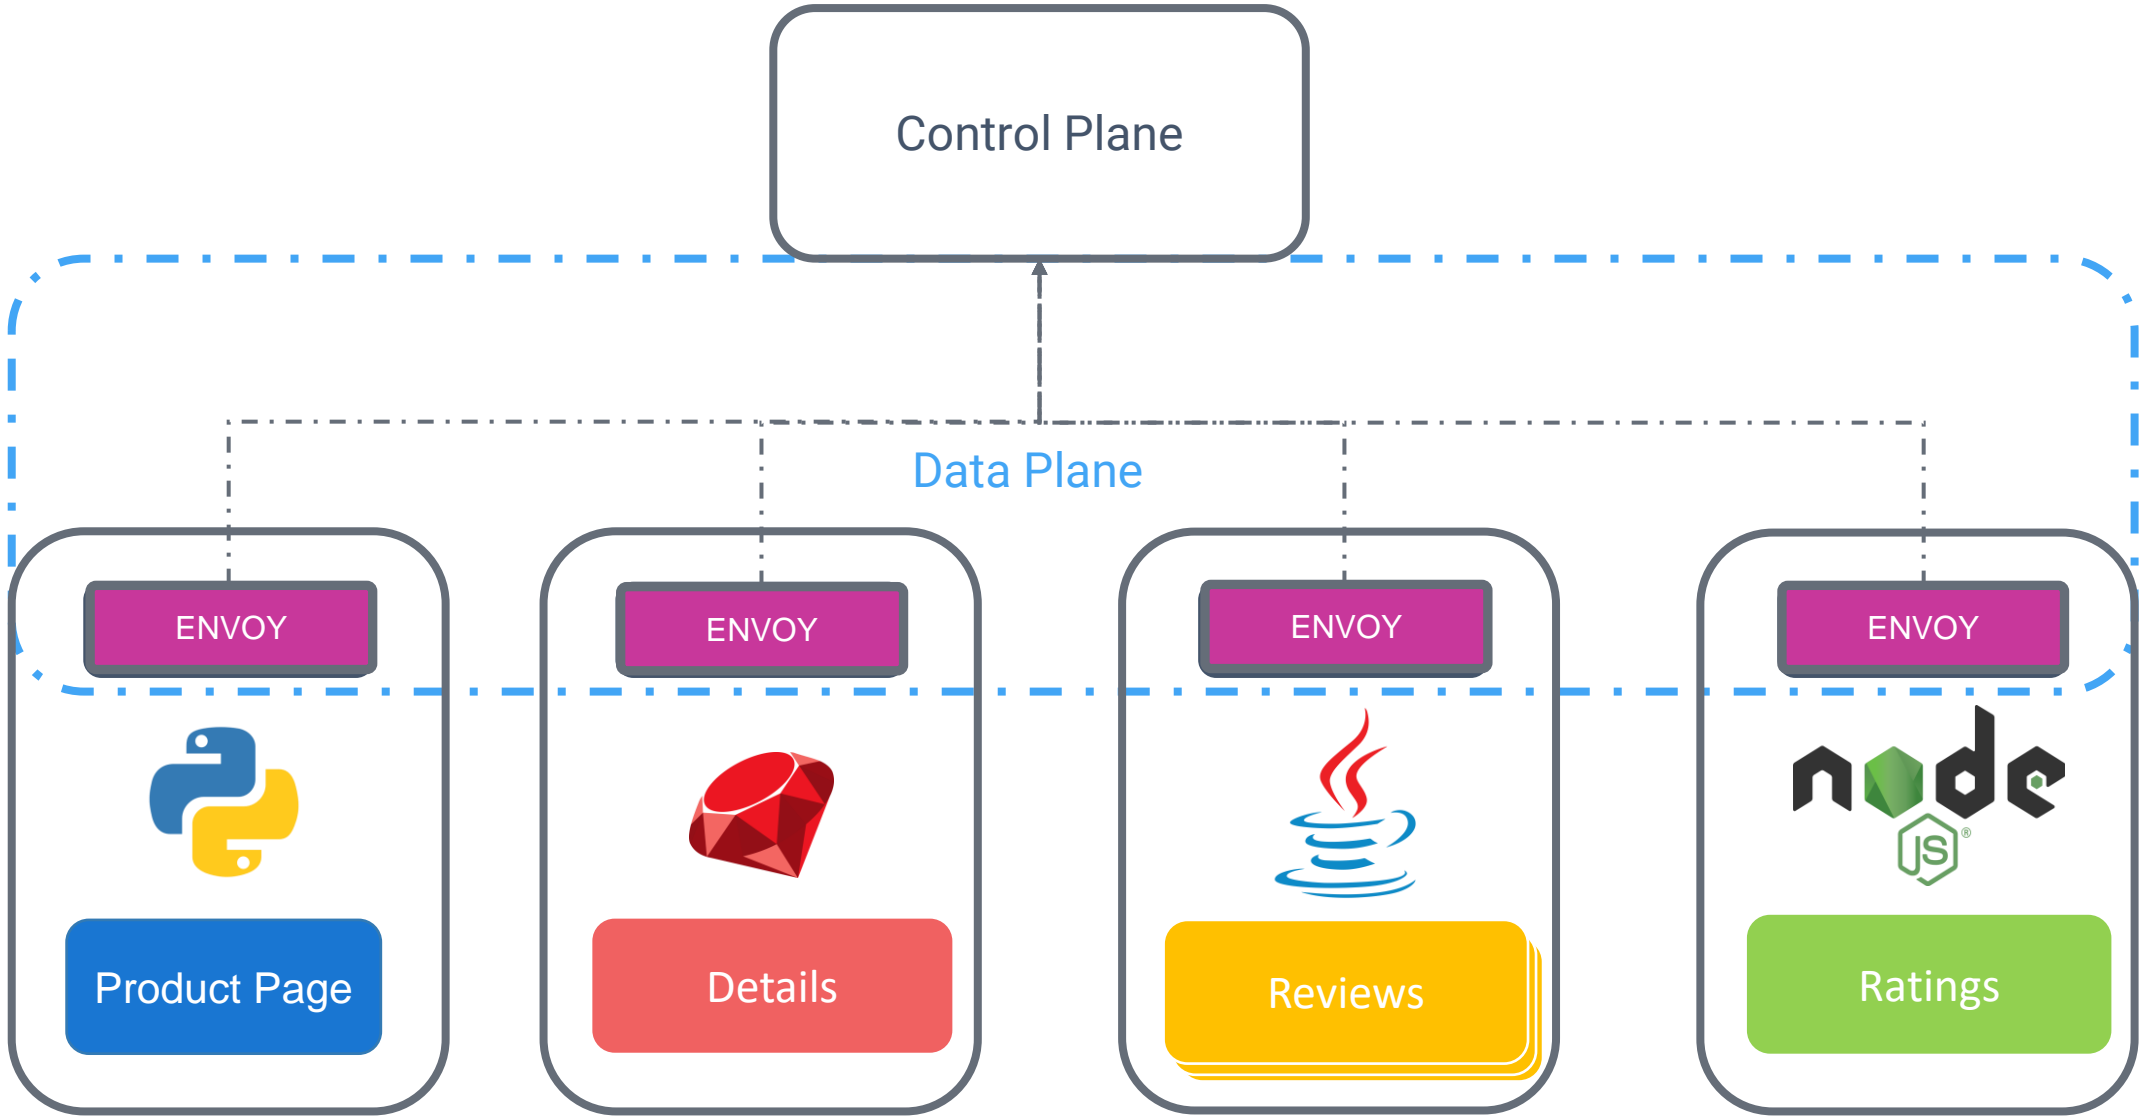 Control Plane
Data Plane
ENVOY
ENVOY
ENVOY
ENVOY
node
JS®
Product Page
Details
Reviews
Ratings